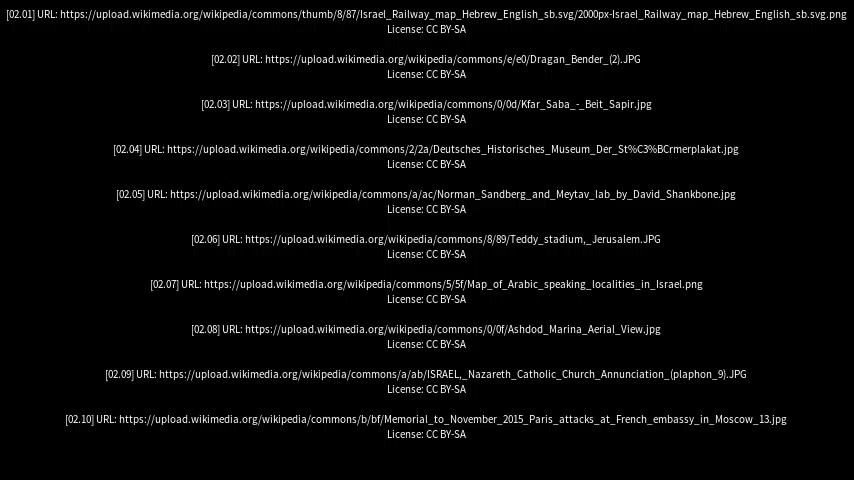 [02.01] URL: https://upload.wikimedia.org/wikipedia/commons/thumb/8/87/Israel_Railway_map_Hebrew_English_sb.svg/2000px-Israel_Railway_map_Hebrew_English_sb.svg.png
License: CC BY-SA
[02.02] URL: https://upload.wikimedia.org/wikipedia/commons/e/e0/Dragan_Bender_(2).JPG
License: CC BY-SA
[02.03] URL: https://upload.wikimedia.org/wikipedia/commons/0/0d/Kfar_Saba_-_Beit_Sapir.jpg
License: CC BY-SA
[02.04] URL: https://upload.wikimedia.org/wikipedia/commons/2/2a/Deutsches_Historisches_Museum_Der_St%C3%BCrmerplakat.jpg
License: CC BY-SA
[02.05] URL: https://upload.wikimedia.org/wikipedia/commons/a/ac/Norman_Sandberg_and_Meytav_lab_by_David_Shankbone.jpg
License: CC BY-SA
[02.06] URL: https://upload.wikimedia.org/wikipedia/commons/8/89/Teddy_stadium,_Jerusalem.JPG
License: CC BY-SA
[02.07] URL: https://upload.wikimedia.org/wikipedia/commons/5/5f/Map_of_Arabic_speaking_localities_in_Israel.png
License: CC BY-SA
[02.08] URL: https://upload.wikimedia.org/wikipedia/commons/0/0f/Ashdod_Marina_Aerial_View.jpg
License: CC BY-SA
[02.09] URL: https://upload.wikimedia.org/wikipedia/commons/a/ab/ISRAEL,_Nazareth_Catholic_Church_Annunciation_(plaphon_9).JPG
License: CC BY-SA
[02.10] URL: https://upload.wikimedia.org/wikipedia/commons/b/bf/Memorial_to_November_2015_Paris_attacks_at_French_embassy_in_Moscow_13.jpg
License: CC BY-SA